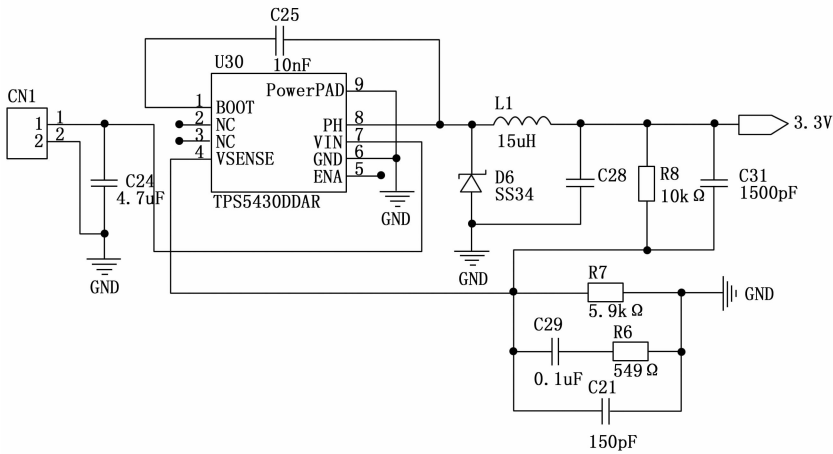 C25
10nF
U30
CN1
1
2
1
2
1
2
3
4
BOOT
NC
NC
VSENSE
PowerPAD
PH
VIN
GND
ENA
9
8
7
6
5
TPS5430DDAR
GND
C24
4.7uF
GND
L1
15uH
3.3V
D6
SS34
GND
C28
R8
10kΩ
C31
1500pF
R7
5.9kΩ
GND
C29
0.1uF
R6
549Ω
C21
150pF